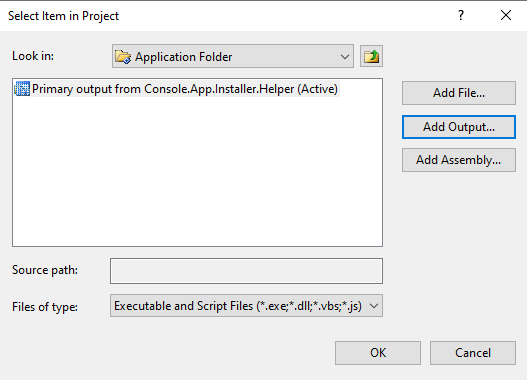 Select Item in Project
?
Look in:
Application Folder
Primary output from Console.App.Installer.Helper (Active)
Add File...
Add Output...
Add Assembly...
Source path:
Files of type:
Executable and Script Files (*.exe;*.dll;*.vbs;*.js)
OK
Cancel